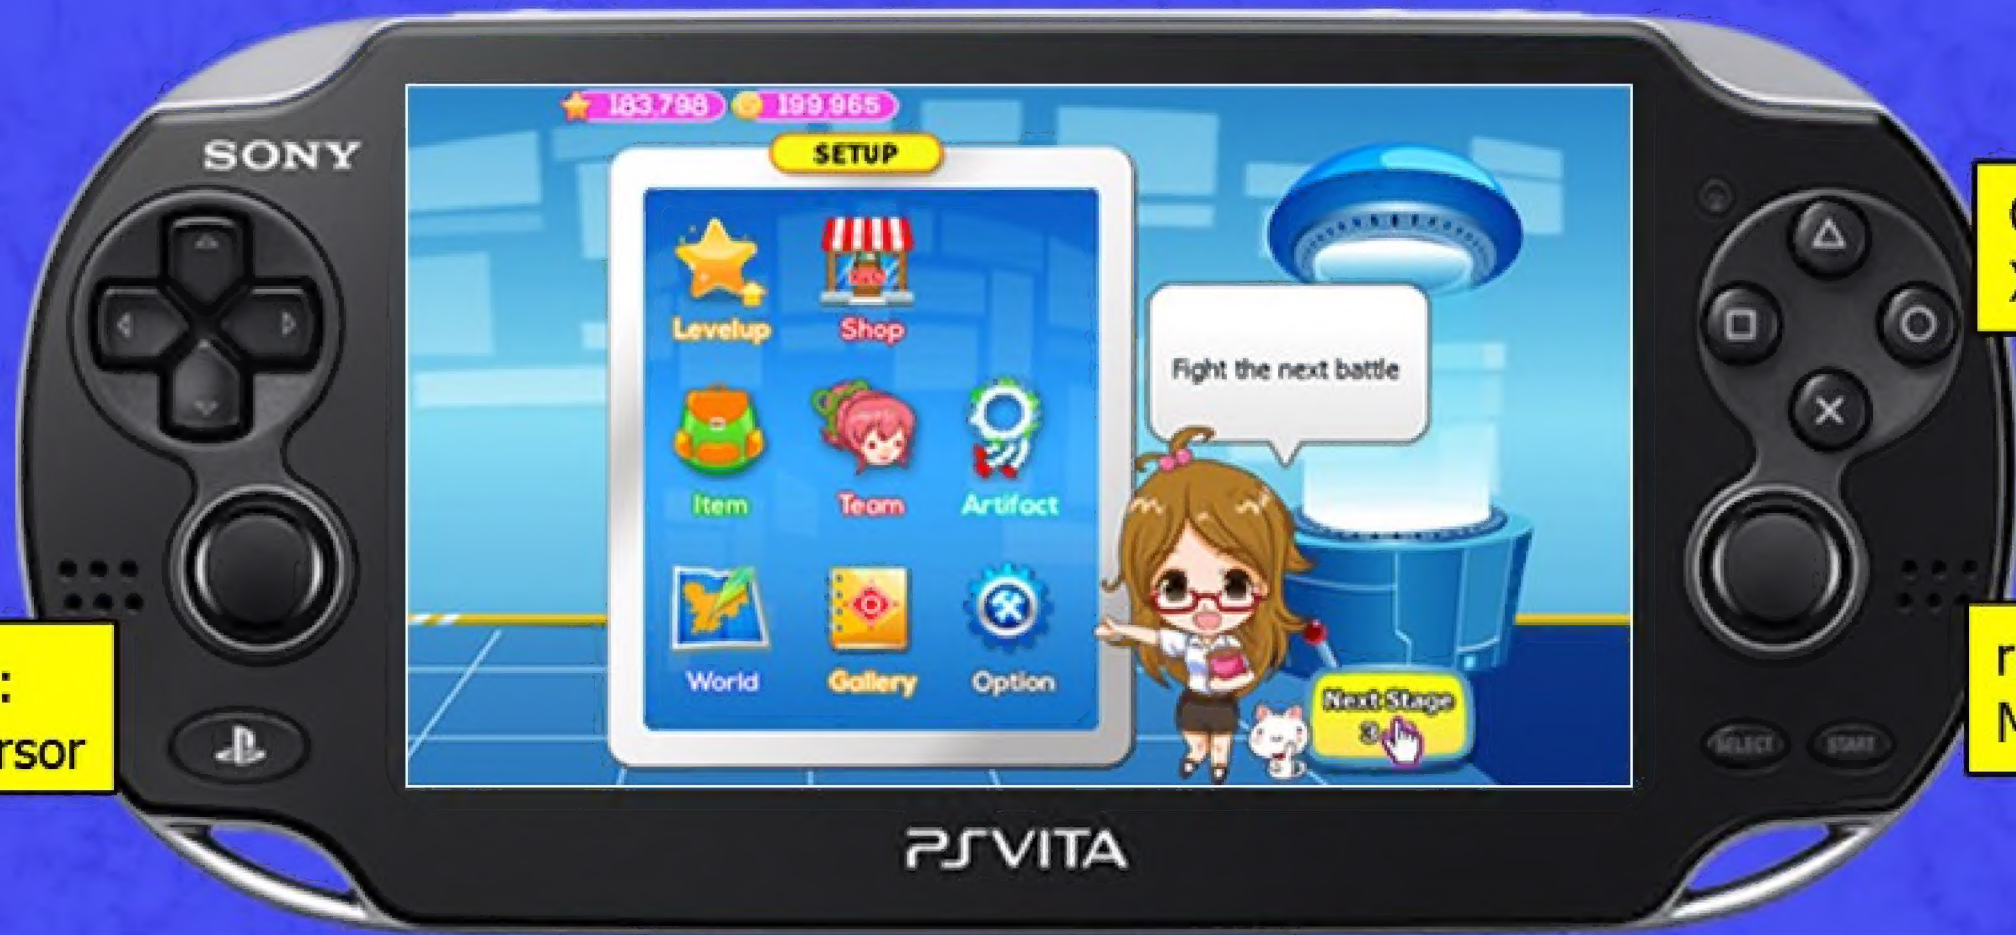 SONY
183,798
199,965
SETUP
Levelup
Shop
Fight the next battle
Item
Team
Artifact
World
Gallery
Option
Next Stage
3
:
rsor
SELECT
START
PSVITA